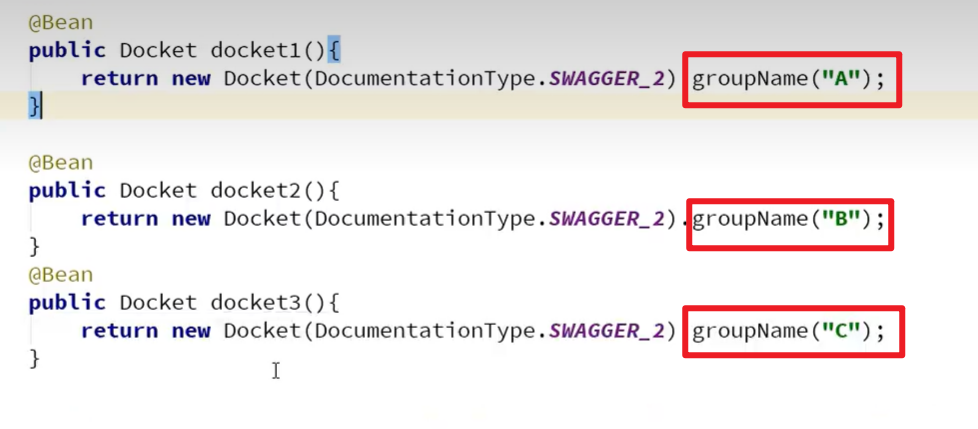 @Bean
public Docket docket1(){
return new Docket(DocumentationType.SWAGGER_2) groupName("A");
}
@Bean
public Docket docket2(){
return new Docket(DocumentationType.SWAGGER_2).groupName("B");
}
@Bean
public Docket docket3(){
return new Docket(DocumentationType.SWAGGER_2) groupName("C");
}